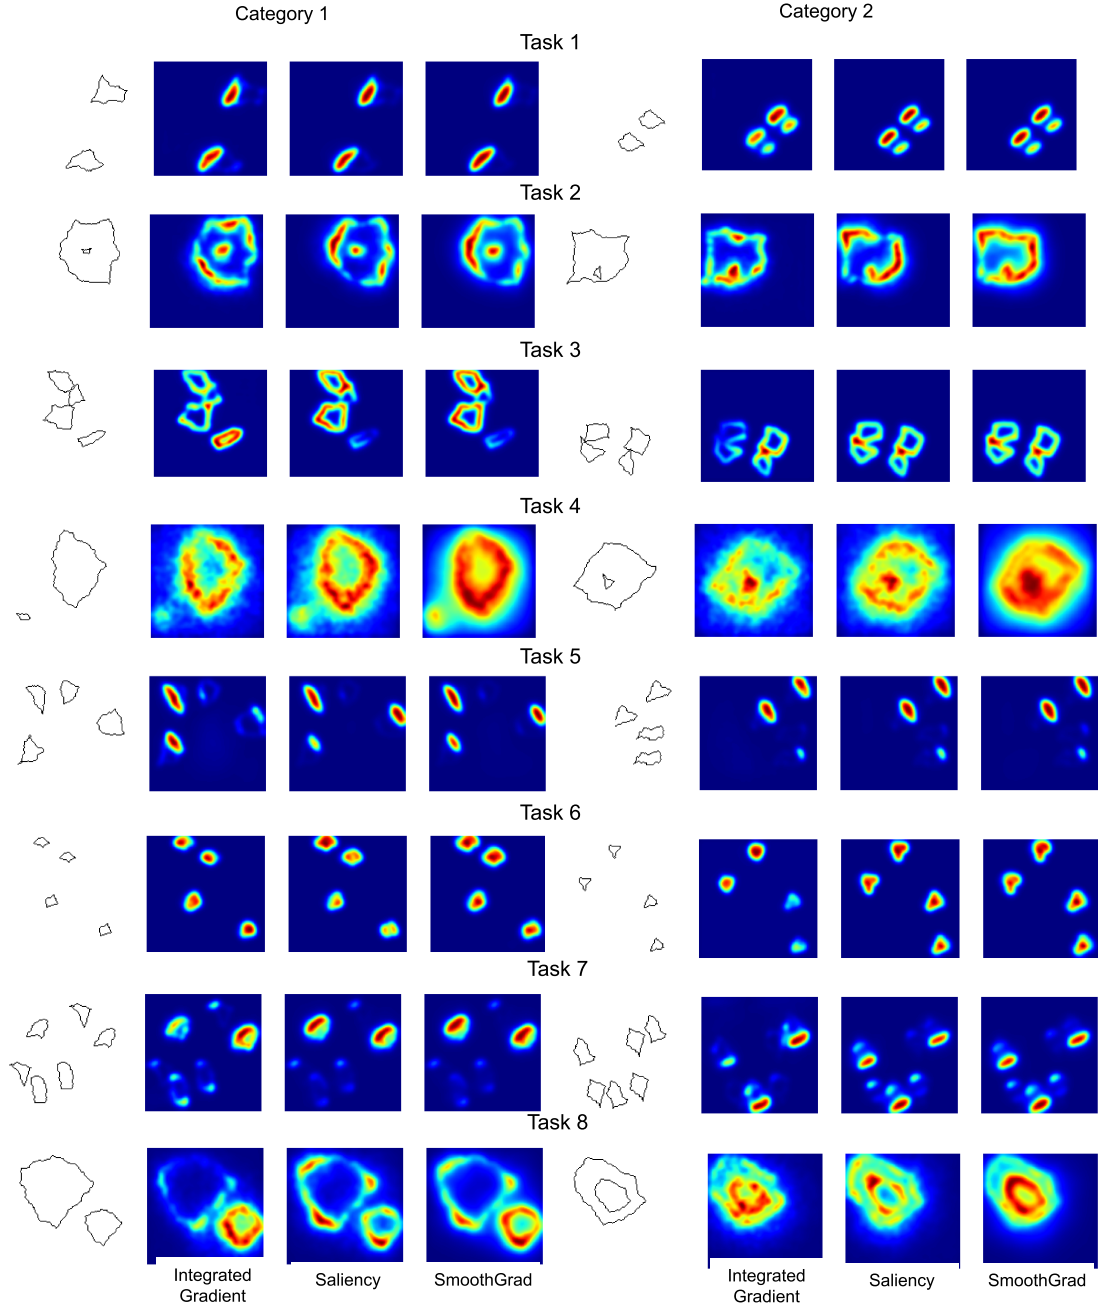 Category 1
Category 2
Task 1
Task 2
Task 3
Task 4
Task 5
Task 6
Task 7
Task 8
Integrated
Gradient
Saliency
SmoothGrad
Integrated
Gradient
Saliency
SmoothGrad